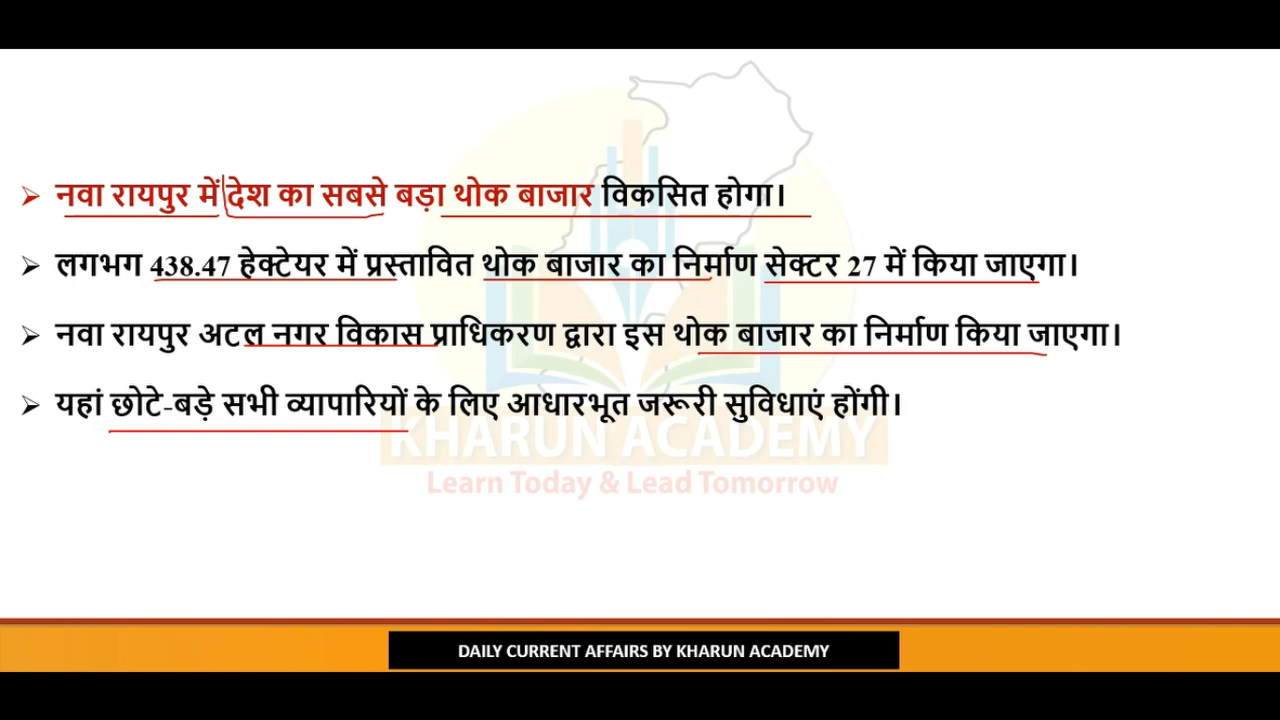 ➢ नवा रायपुर में देश का सबसे बड़ा थोक बाजार विकसित होगा।
➢ लगभग 438.47 हेक्टेयर में प्रस्तावित थोक बाजार का निर्माण सेक्टर 27 में किया जाएगा।
➢ नवा रायपुर अटल नगर विकास प्राधिकरण द्वारा इस थोक बाजार का निर्माण किया जाएगा।
➢ यहां छोटे-बड़े सभी व्यापारियों के लिए आधारभूत जरूरी सुविधाएं होंगी।
KHARUN ACADEMY
Learn Today & Lead Tomorrow
DAILY CURRENT AFFAIRS BY KHARUN ACADEMY